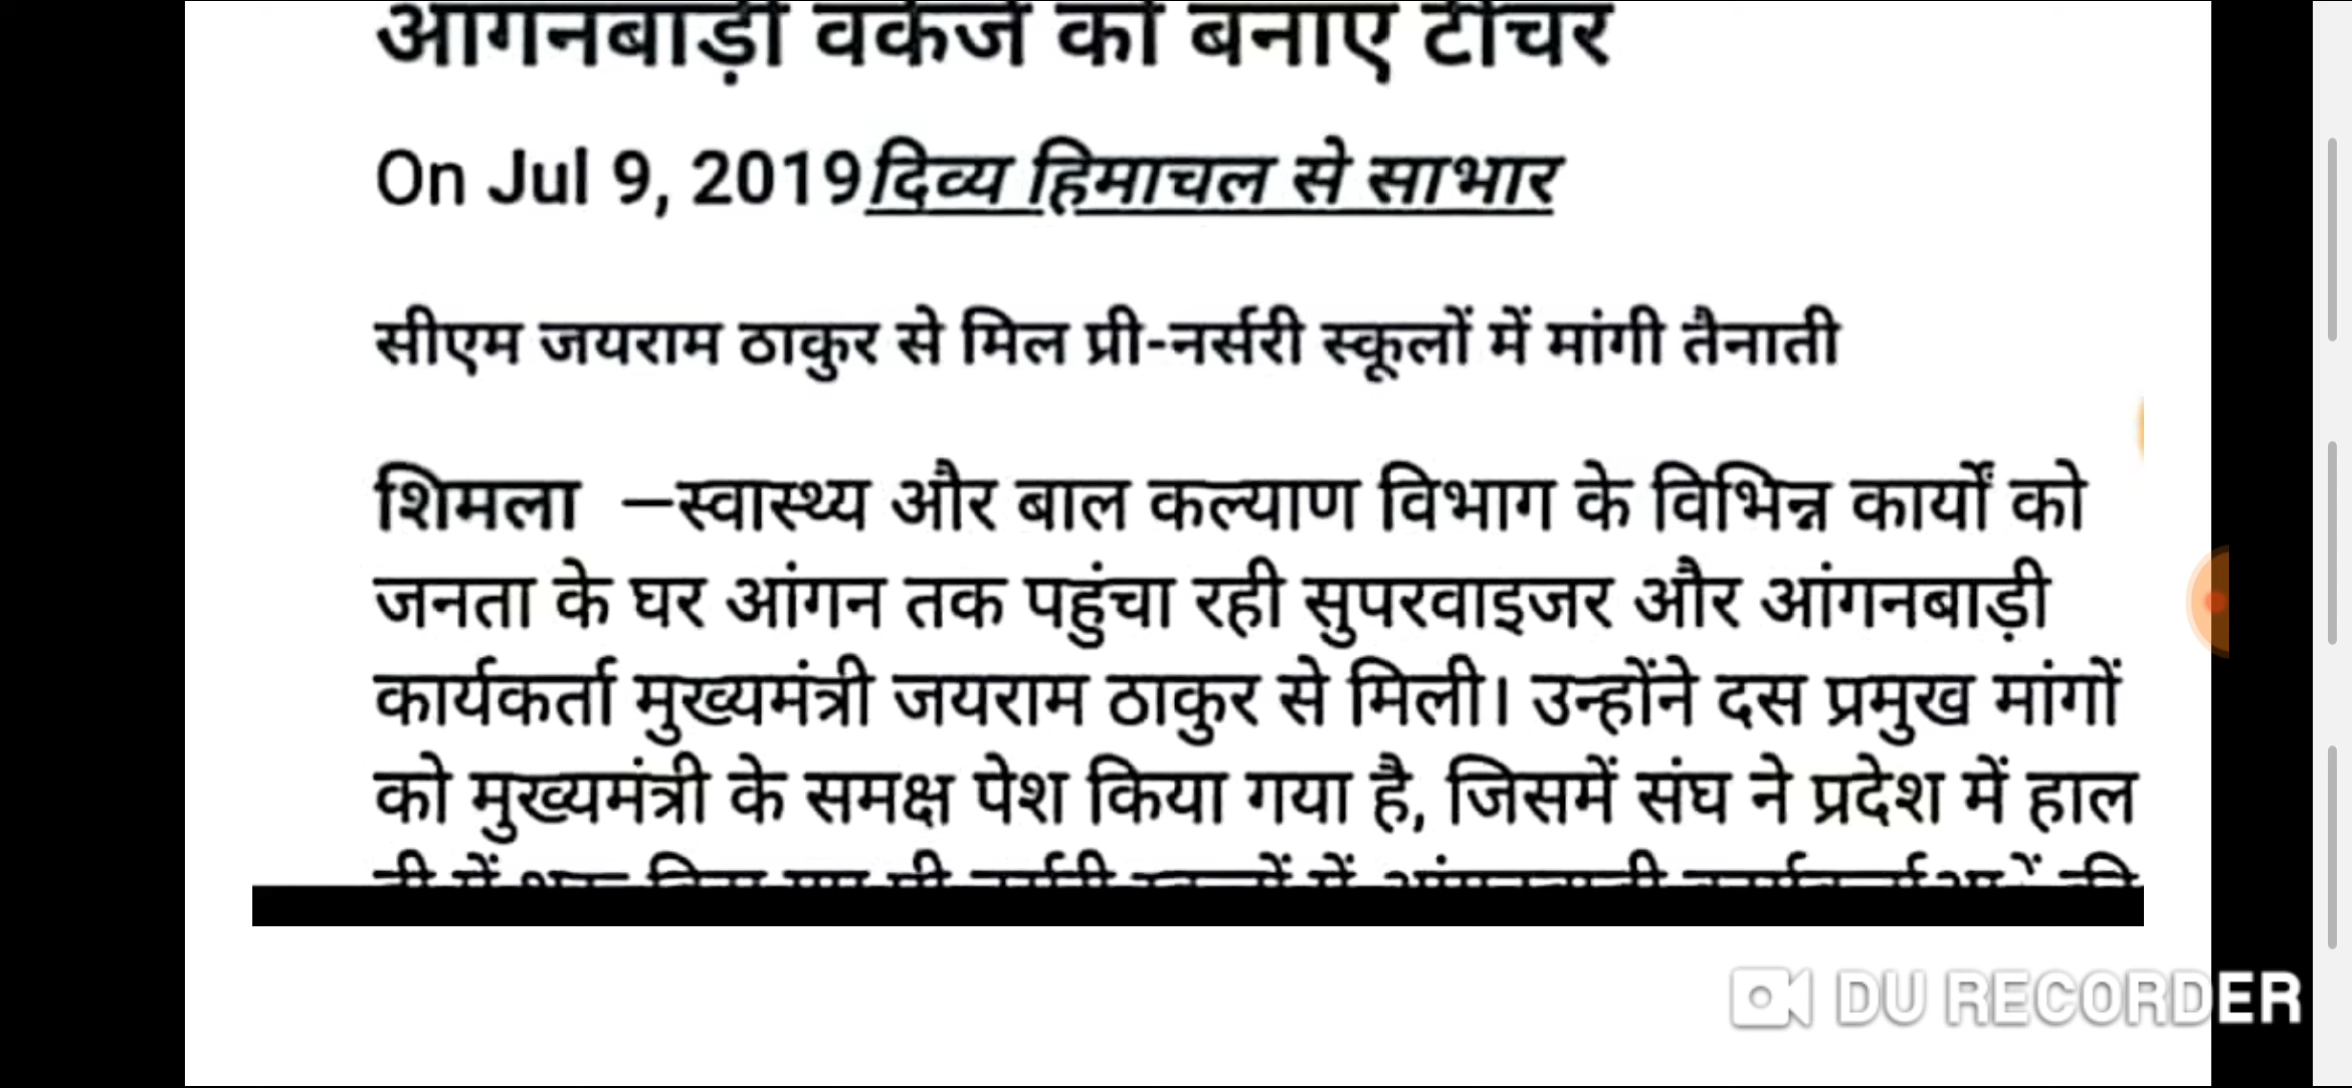 आंगनबाड़ी वर्कर्ज को बनाएं टीचर
On Jul 9, 2019दिव्य हिमाचल से साभार
सीएम जयराम ठाकुर से मिल प्री-नर्सरी स्कूलों में मांगी तैनाती
शिमला –स्वास्थ्य और बाल कल्याण विभाग के विभिन्न कार्यों को
जनता के घर आंगन तक पहुंचा रही सुपरवाइजर और आंगनबाड़ी
कार्यकर्ता मुख्यमंत्री जयराम ठाकुर से मिली। उन्होंने दस प्रमुख मांगों
को मुख्यमंत्री के समक्ष पेश किया गया है, जिसमें संघ ने प्रदेश में हाल
DU RECORDER